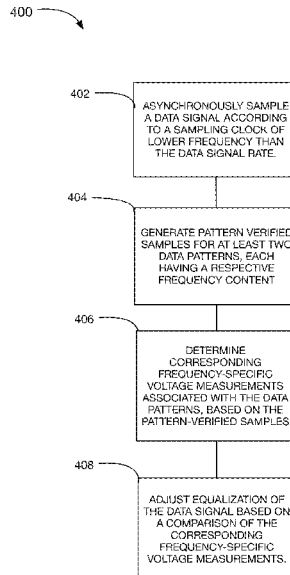 400
402
ASYNCHRONOUSLY SAMPLE
A DATA SIGNAL ACCORDING
TO A SAMPLING CLOCK OF
LOWER FREQUENCY THAN
THE DATA SIGNAL RATE.
404
GENERATE PATTERN VERIFIED
SAMPLES FOR AT LEAST TWO
DATA PATTERNS, EACH
HAVING A RESPECTIVE
FREQUENCY CONTENT
406
DETERMINE
CORRESPONDING
FREQUENCY-SPECIFIC
VOLTAGE MEASUREMENTS
ASSOCIATED WITH THE DATA
PATTERNS, BASED ON THE
PATTERN-VERIFIED SAMPLES
408
ADJUST EQUALIZATION OF
THE DATA SIGNAL BASED ON
A COMPARISON OF THE
CORRESPONDING
FREQUENCY-SPECIFIC
VOLTAGE MEASUREMENTS.